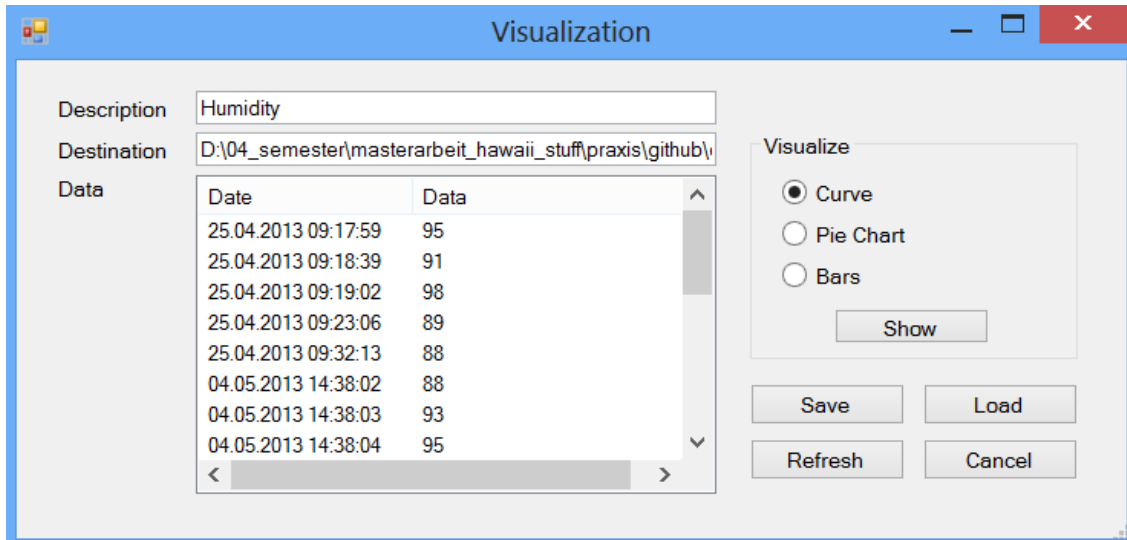 Visualization
Description Humidity
Destination D:\04_semester\masterarbeit_hawaii_stuff\praxis\github\
Data
Date Data
25.04.2013 09:17:59 95
25.04.2013 09:18:39 91
25.04.2013 09:19:02 98
25.04.2013 09:23:06 89
25.04.2013 09:32:13 88
04.05.2013 14:38:02 88
04.05.2013 14:38:03 93
04.05.2013 14:38:04 95
Visualize
Curve
Pie Chart
Bars
Show
Save Load
Refresh Cancel